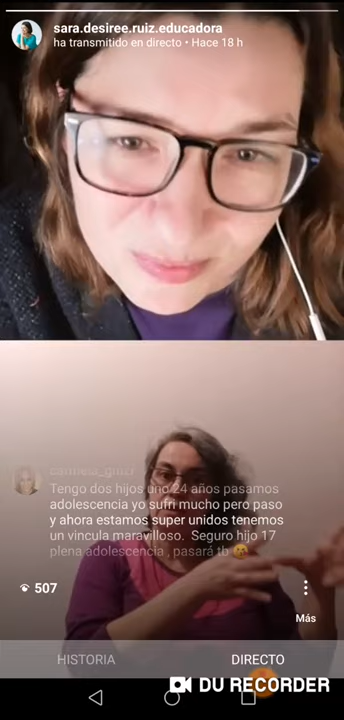 sara.desiree.ruiz.educadora
ha transmitido en directo • Hace 18 h
Tengo dos hijos uno 24 años pasamos
adolescencia yo sufri mucho pero paso
y ahora estamos super unidos tenemos
un vincula maravilloso. Seguro hijo 17
plena adolescencia , pasará tb 😘
507
Más
HISTORIA
DIRECTO
DU RECORDER